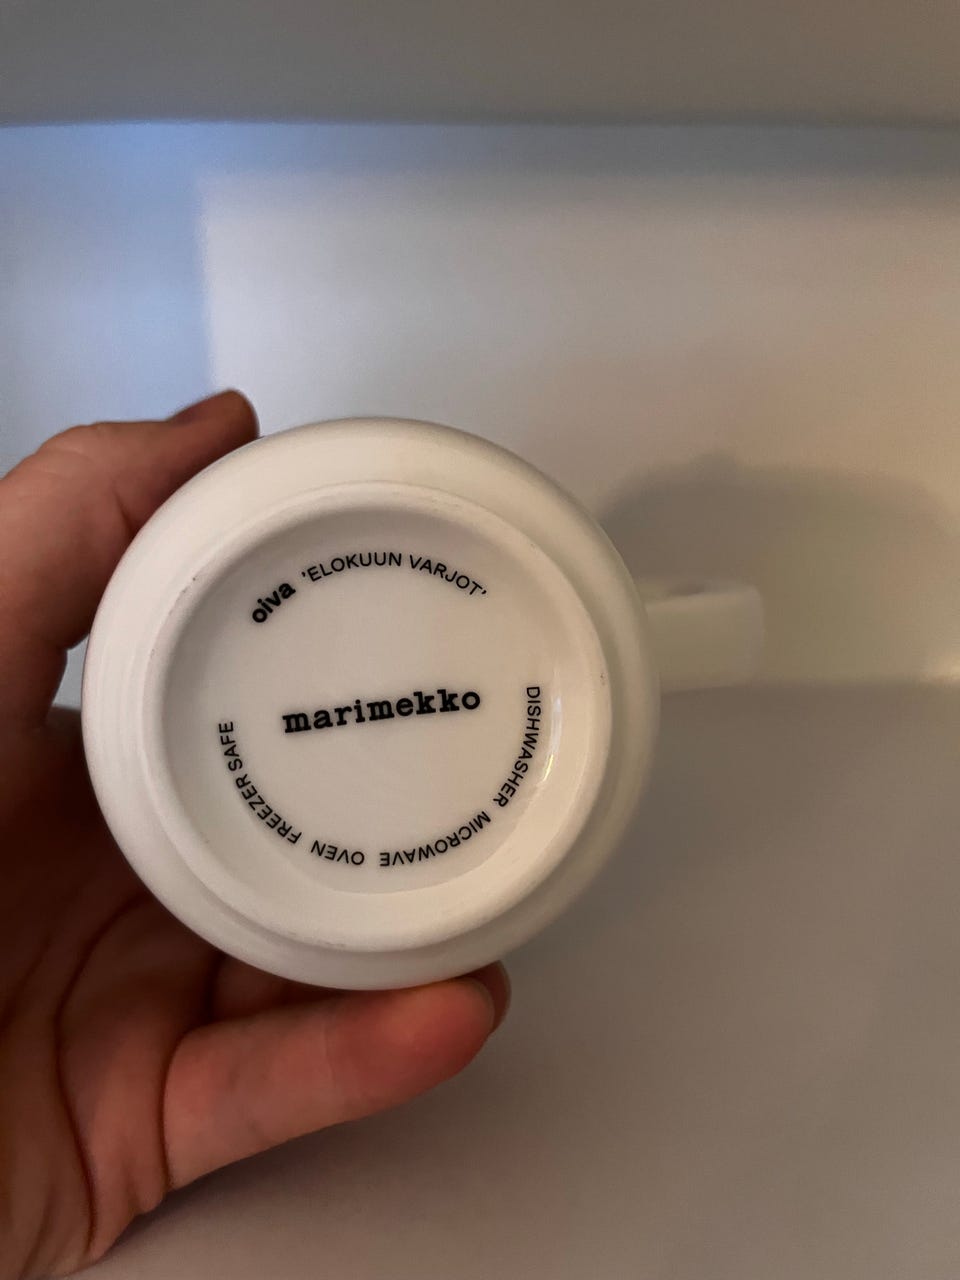 oiva 'ELOKUUN VARJOT'
marimekko
DISHWASHER MICROWAVE OVEN FREEZER SAFE